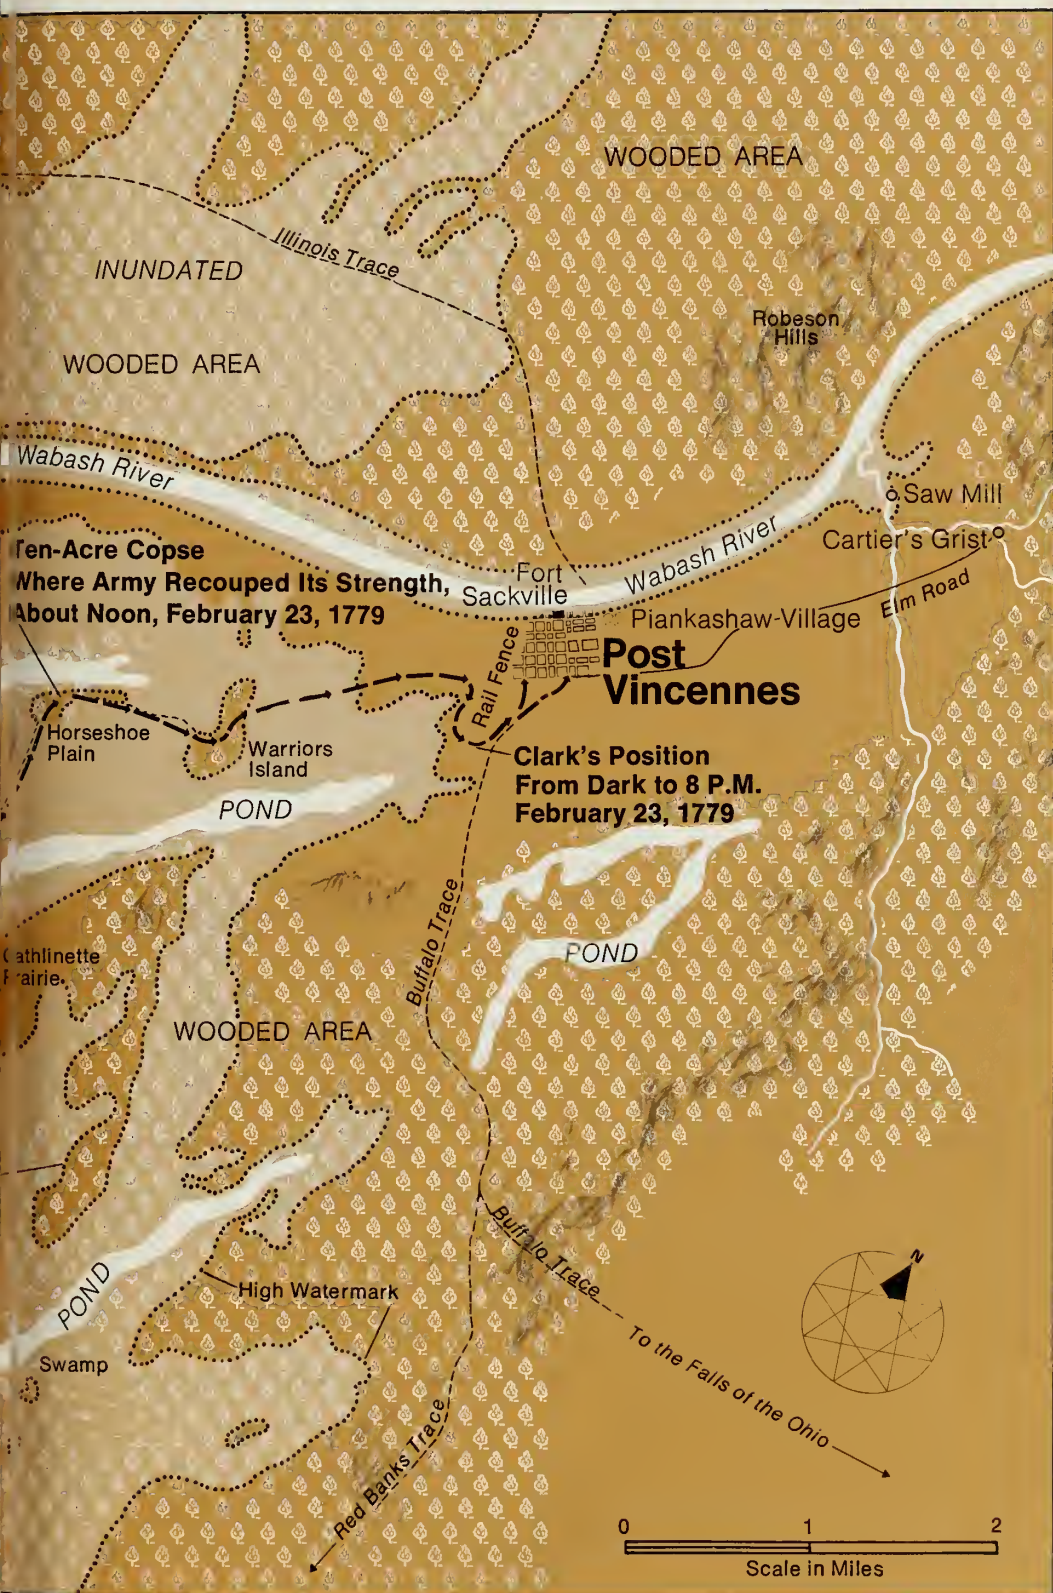 WOODED AREA
Illinois Trace
INUNDATED
WOODED AREA
Robeson
Hills
Wabash River
Saw Mill
Cartier's Grist
Ten-Acre Copse
Where Army Recouped Its Strength,
About Noon, February 23, 1779
Fort
Sackville
Wabash River
Elm Road
Piankashaw-Village
Rail Fence
Post
Vincennes
Horseshoe
Plain
Warriors
Island
Clark's Position
From Dark to 8 P.M.
February 23, 1779
POND
Buffalo Trace
POND
Cathlinette
Prairie
WOODED AREA
Buffalo Trace
N
High Watermark
POND
To the Falls of the Ohio
Swamp
Red Banks Trace
0 1 2
Scale in Miles